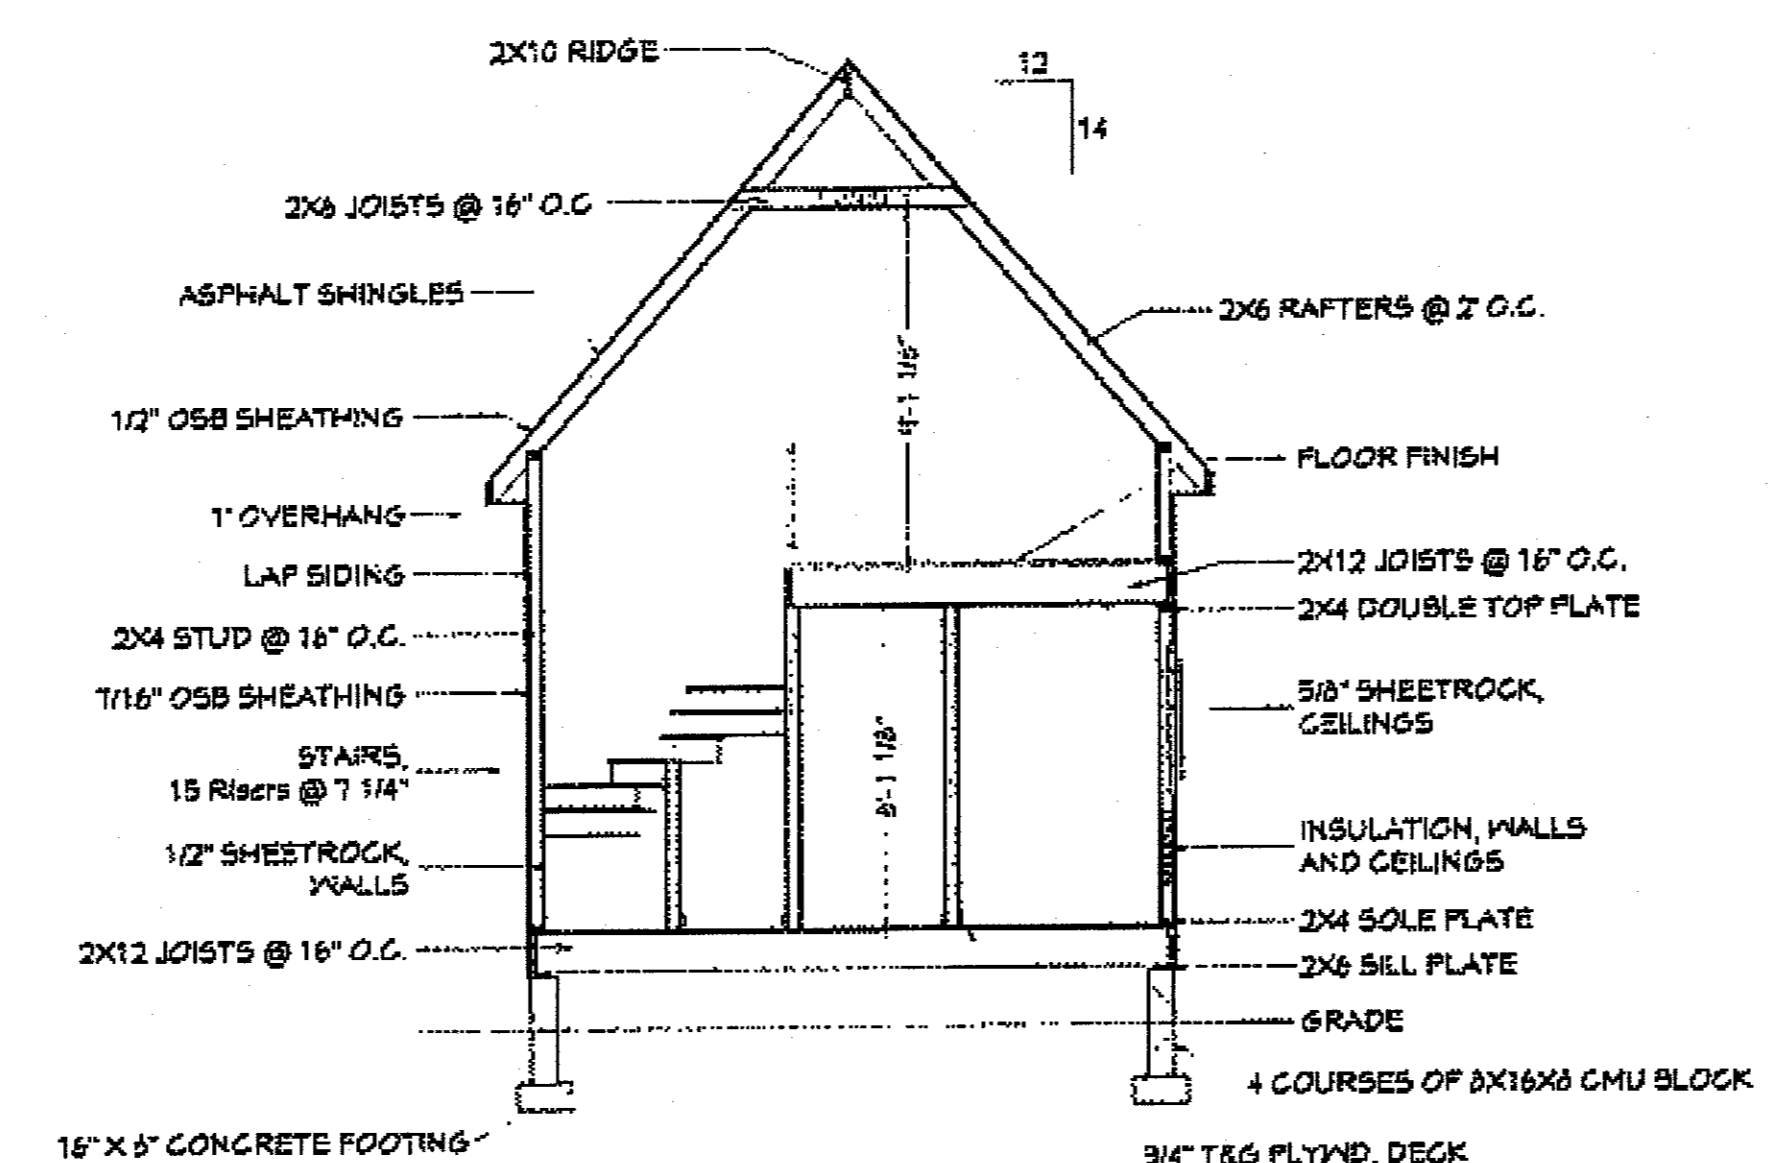 2X10 RIDGE
12
14
2X6 JOISTS @ 16" O.C
ASPHALT SHINGLES
2X6 RAFTERS @ 2' O.C.
1/2" OSB SHEATHING
FLOOR FINISH
1' OVERHANG
LAP SIDING
2X12 JOISTS @ 16" O.C.
2X4 DOUBLE TOP PLATE
2X4 STUD @ 16" O.C.
7/16" OSB SHEATHING
5/8" SHEETROCK,
CEILINGS
STAIRS,
15 Risers @ 7 1/4"
8'-1 1/8"
1/2" SHEETROCK,
WALLS
INSULATION, WALLS
AND CEILINGS
2X4 SOLE PLATE
2X12 JOISTS @ 16" O.C.
2X6 SILL PLATE
GRADE
4 COURSES OF 8X16X8 CMU BLOCK
16" X 8" CONCRETE FOOTING
3/4" T&G PLYWD. DECK